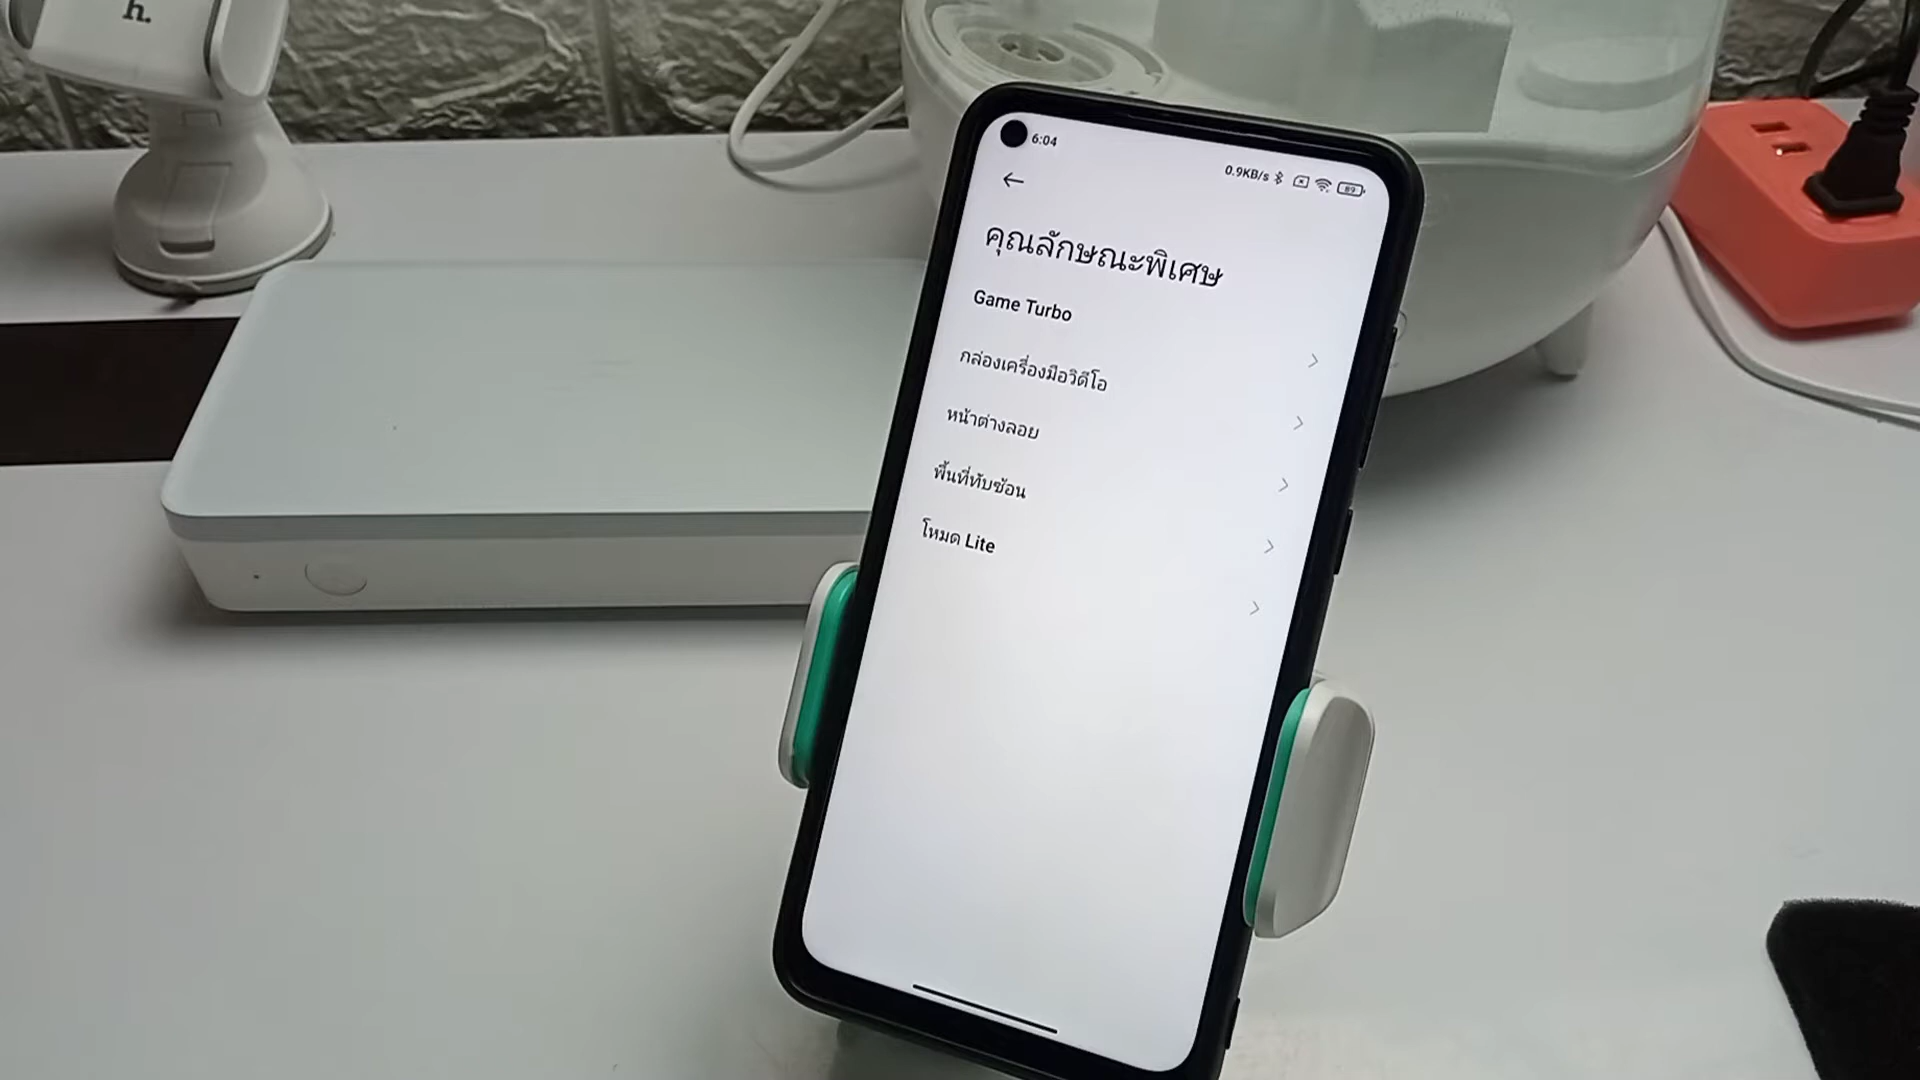 h.
6:04
0.9KB/s
89
คุณลักษณะพิเศษ
Game Turbo
กล่องเครื่องมือวิดีโอ
หน้าต่างลอย
พื้นที่ทับซ้อน
โหมด Lite